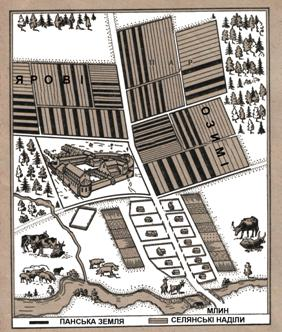 ЯРОВІ
ПАР
ОЗИМІ
МЛИН
ПАНСЬКА ЗЕМЛЯ
СЕЛЯНСЬКІ НАДІЛИ